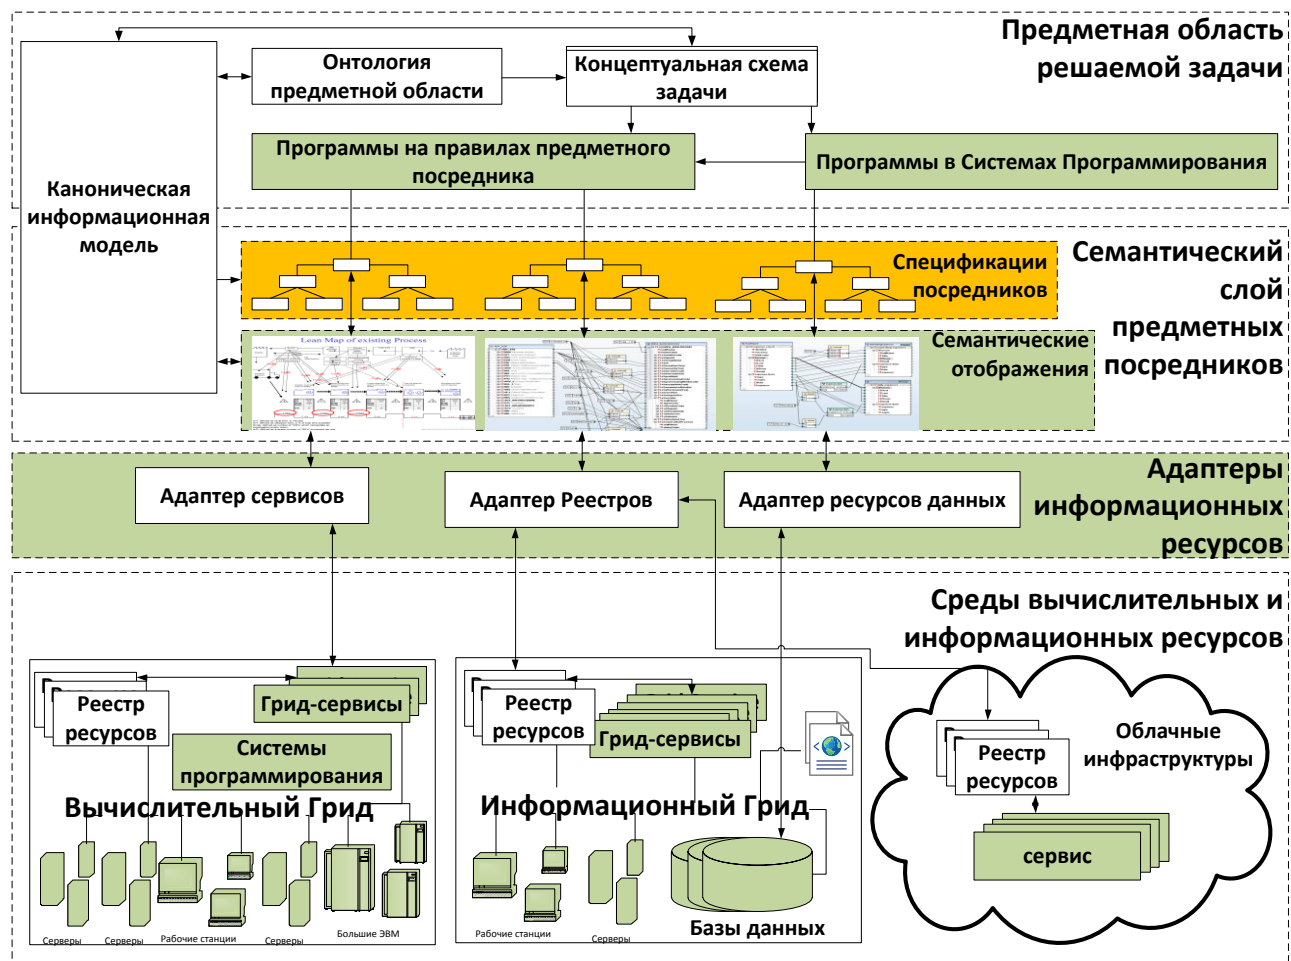 Предметная область
решаемой задачи
Онтология
предметной области
Концептуальная схема
задачи
Каноническая
информационная
модель
Программы на правилах предметного
посредника
Программы в Системах Программирования
Семантический
слой
предметных
посредников
Спецификации
посредников
Семантические
отображения
Lean Map of existing Process
Адаптеры
информационных
ресурсов
Адаптер сервисов
Адаптер Реестров
Адаптер ресурсов данных
Среды вычислительных и
информационных ресурсов
Реестр
ресурсов
Грид-сервисы
Системы
программирования
Вычислительный Грид
Серверы
Серверы
Рабочие станции
Серверы
Большие ЭВМ
Реестр
ресурсов
Грид-сервисы
Информационный Грид
Рабочие станции
Серверы
Базы данных
Облачные
инфраструктуры
Реестр
ресурсов
сервис